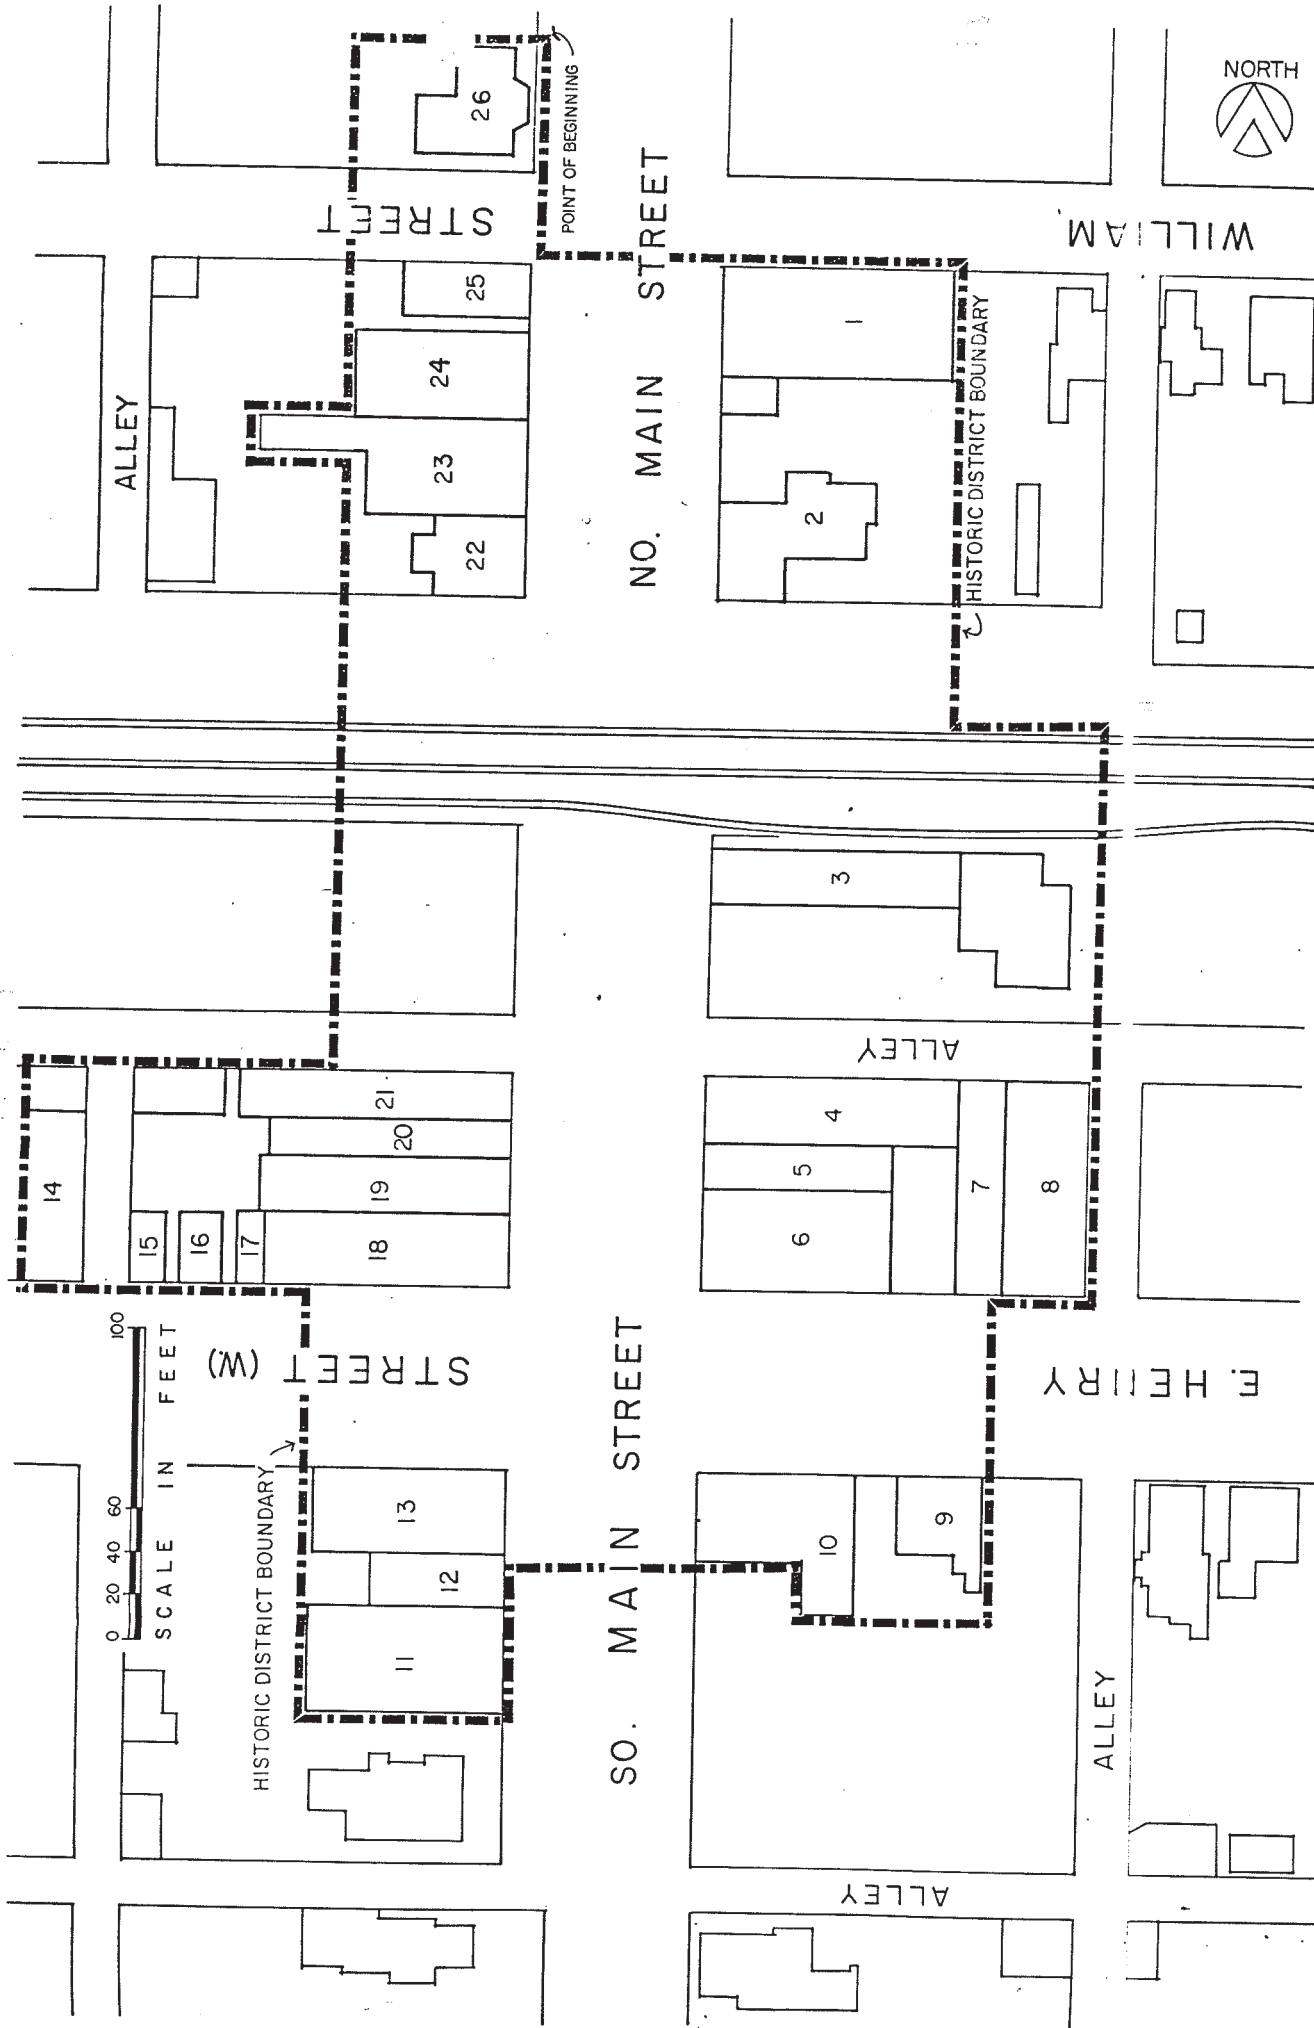 NORTH
26
POINT OF BEGINNING
STREET
WILLIAM
25
24
23
22
ALLEY
NO. MAIN STREET
1
2
HISTORIC DISTRICT BOUNDARY
3
ALLEY
14
15
16
17
18
19
20
21
4
5
6
7
8
0 20 40 60 100
SCALE IN FEET
STREET (W.)
E. HENRY
HISTORIC DISTRICT BOUNDARY
13
12
11
SO. MAIN STREET
10
9
ALLEY
ALLEY